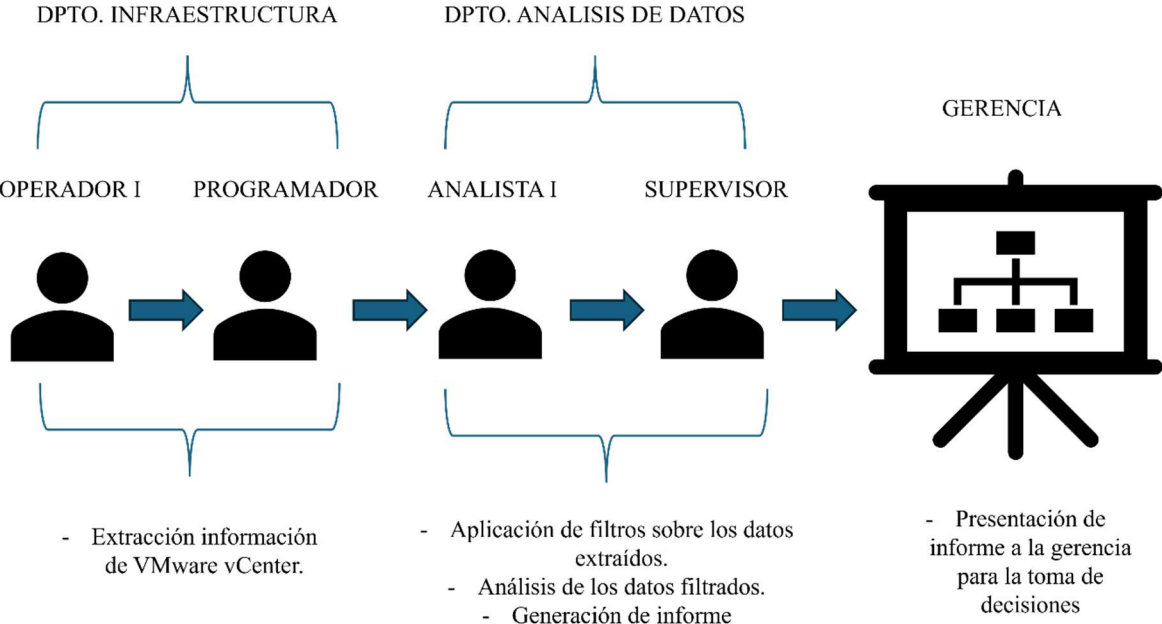 DPTO. INFRAESTRUCTURA
DPTO. ANALISIS DE DATOS
GERENCIA
OPERADOR I
PROGRAMADOR
ANALISTA I
SUPERVISOR
- Extracción información
de VMware vCenter.
- Aplicación de filtros sobre los datos
extraídos.
- Análisis de los datos filtrados.
- Generación de informe
- Presentación de
informe a la gerencia
para la toma de
decisiones